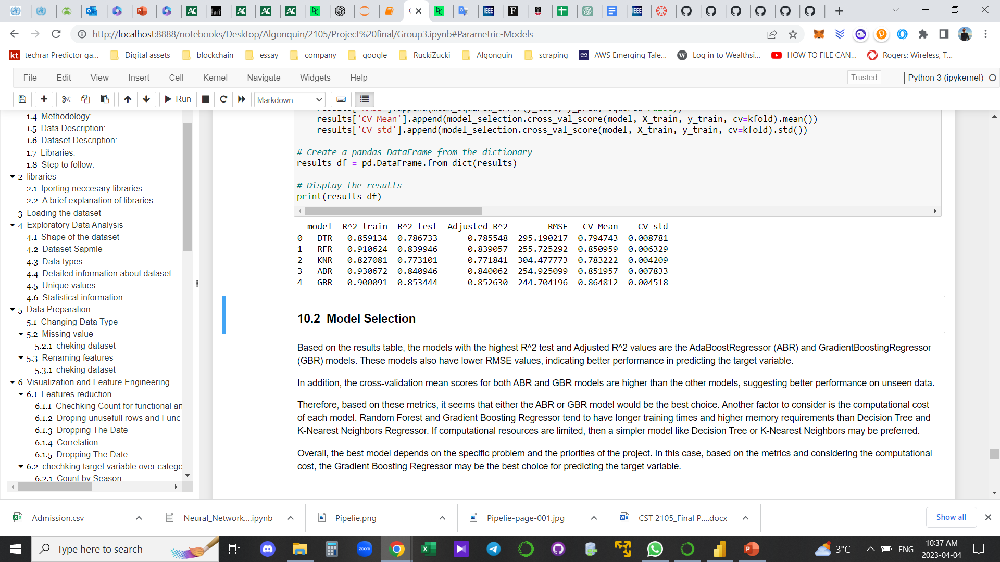 http://localhost:8888/notebooks/Desktop/Algonquin/2105/Project%20final/Group3.ipynb#Parametric-Models
techrar Predictor ga... Digital assets blockchain essay company google RuckiZucki Algonquin scraping AWS Emerging Tale... Log in to Wealthsi... HOW TO FILE CAN... Rogers: Wireless, T...
File Edit View Insert Cell Kernel Navigate Widgets Help Trusted Python 3 (ipykernel)
Run Markdown
1.4 Methodology:
1.5 Data Description:
1.6 Dataset Description:
1.7 Libraries:
1.8 Step to follow:
2 libraries
2.1 Iporting neccesary libraries
2.2 A brief explanation of libraries
3 Loading the dataset
4 Exploratory Data Analysis
4.1 Shape of the dataset
4.2 Dataset Sapmle
4.3 Data types
4.4 Detailed information about dataset
4.5 Unique values
4.6 Statistical information
5 Data Preparation
5.1 Changing Data Type
5.2 Missing value
5.2.1 cheking dataset
5.3 Renaming features
5.3.1 cheking dataset
6 Visualization and Feature Engineering
6.1 Features reduction
6.1.1 Chechking Count for functional an
6.1.2 Droping unusefull rows and Func
6.1.3 Dropping The Date
6.1.4 Correlation
6.1.5 Dropping The Date
6.2 chechking target variable over catego
6.2.1 Count by Season
results['CV Mean'].append(model_selection.cross_val_score(model, X_train, y_train, cv=kfold).mean())
results['CV std'].append(model_selection.cross_val_score(model, X_train, y_train, cv=kfold).std())
# Create a pandas DataFrame from the dictionary
results_df = pd.DataFrame.from_dict(results)
# Display the results
print(results_df)
model R^2 train R^2 test Adjusted R^2 RMSE CV Mean CV std
0 DTR 0.859134 0.786733 0.785548 295.190217 0.794743 0.008781
1 RFR 0.910624 0.839946 0.839057 255.725292 0.850959 0.006329
2 KNR 0.827081 0.773101 0.771841 304.477773 0.783222 0.004209
3 ABR 0.930672 0.840946 0.840062 254.925099 0.851957 0.007833
4 GBR 0.900091 0.853444 0.852630 244.704196 0.864812 0.004518
10.2 Model Selection
Based on the results table, the models with the highest R^2 test and Adjusted R^2 values are the AdaBoostRegressor (ABR) and GradientBoostingRegressor
(GBR) models. These models also have lower RMSE values, indicating better performance in predicting the target variable.
In addition, the cross-validation mean scores for both ABR and GBR models are higher than the other models, suggesting better performance on unseen data.
Therefore, based on these metrics, it seems that either the ABR or GBR model would be the best choice. Another factor to consider is the computational cost
of each model. Random Forest and Gradient Boosting Regressor tend to have longer training times and higher memory requirements than Decision Tree and
K-Nearest Neighbors Regressor. If computational resources are limited, then a simpler model like Decision Tree or K-Nearest Neighbors may be preferred.
Overall, the best model depends on the specific problem and the priorities of the project. In this case, based on the metrics and considering the computational
cost, the Gradient Boosting Regressor may be the best choice for predicting the target variable.
Admission.csv Neural_Network....ipynb Pipelie.png Pipelie-page-001.jpg CST 2105_Final P....docx Show all
Type here to search zoom 3°C ENG 10:37 AM
2023-04-04